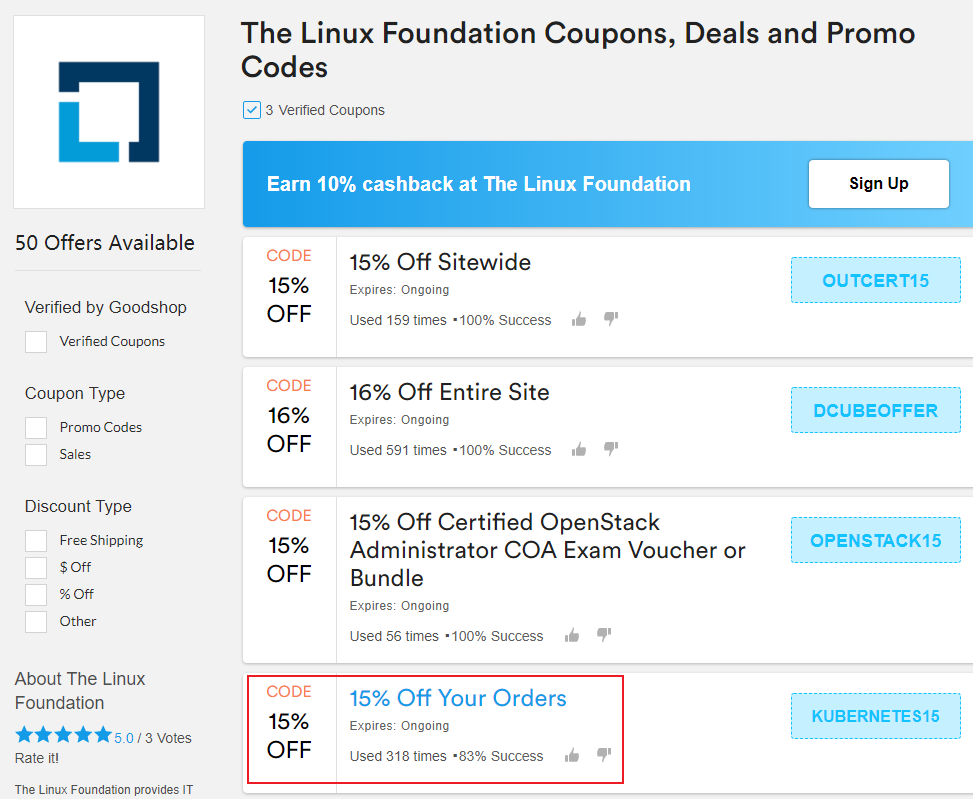 The Linux Foundation Coupons, Deals and Promo
Codes
3 Verified Coupons
Earn 10% cashback at The Linux Foundation
Sign Up
50 Offers Available
Verified by Goodshop
Verified Coupons
Coupon Type
Promo Codes
Sales
Discount Type
Free Shipping
$ Off
% Off
Other
About The Linux
Foundation
5.0 / 3 Votes
Rate it!
The Linux Foundation provides IT
CODE
15%
OFF
15% Off Sitewide
Expires: Ongoing
Used 159 times •100% Success
OUTCERT15
CODE
16%
OFF
16% Off Entire Site
Expires: Ongoing
Used 591 times •100% Success
DCUBEOFFER
CODE
15%
OFF
15% Off Certified OpenStack
Administrator COA Exam Voucher or
Bundle
Expires: Ongoing
Used 56 times •100% Success
OPENSTACK15
CODE
15%
OFF
15% Off Your Orders
Expires: Ongoing
Used 318 times •83% Success
KUBERNETES15